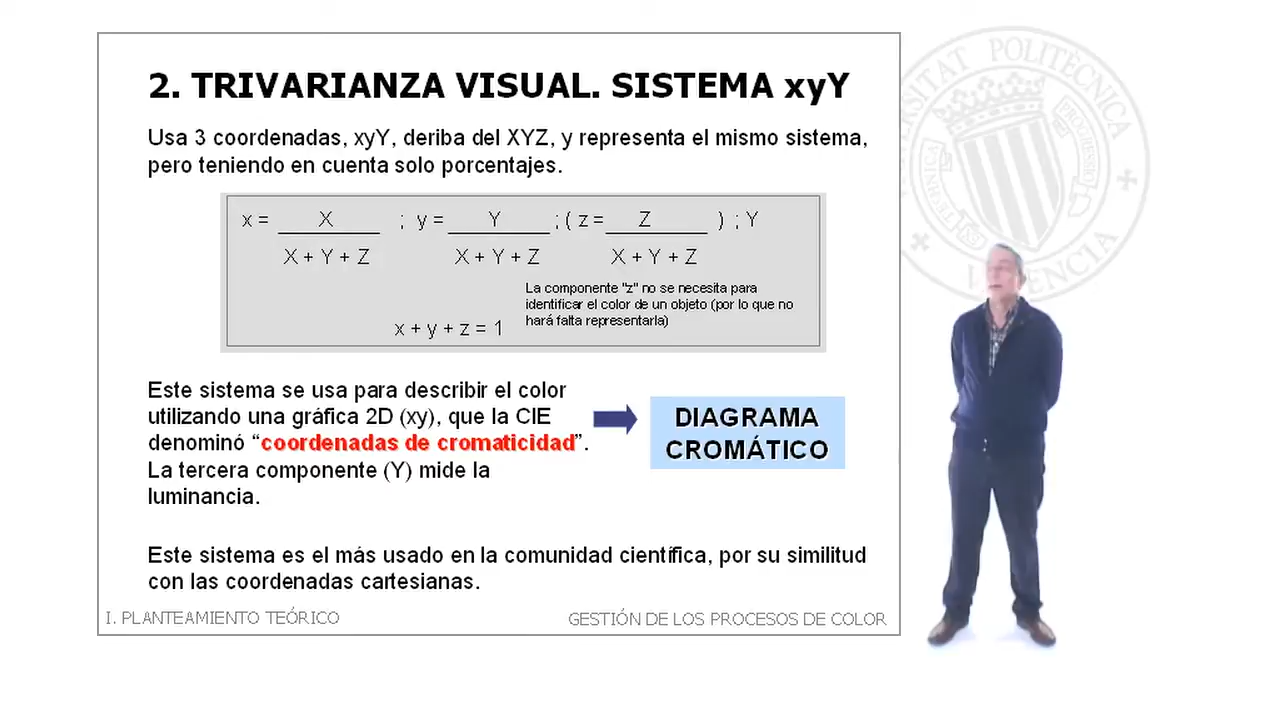 2. TRIVARIANZA VISUAL. SISTEMA xyY
Usa 3 coordenadas, xyY, deriba del XYZ, y representa el mismo sistema,
pero teniendo en cuenta solo porcentajes.
x = X ; y = Y ; ( z = Z ) ; Y
X + Y + Z X + Y + Z X + Y + Z
La componente "z" no se necesita para
identificar el color de un objeto (por lo que no
hará falta representarla)
x + y + z = 1
Este sistema se usa para describir el color
utilizando una gráfica 2D (xy), que la CIE
denominó “coordenadas de cromaticidad”.
La tercera componente (Y) mide la
luminancia.
DIAGRAMA
CROMÁTICO
Este sistema es el más usado en la comunidad científica, por su similitud
con las coordenadas cartesianas.
I. PLANTEAMIENTO TEÓRICO
GESTIÓN DE LOS PROCESOS DE COLOR
POLITECNICA